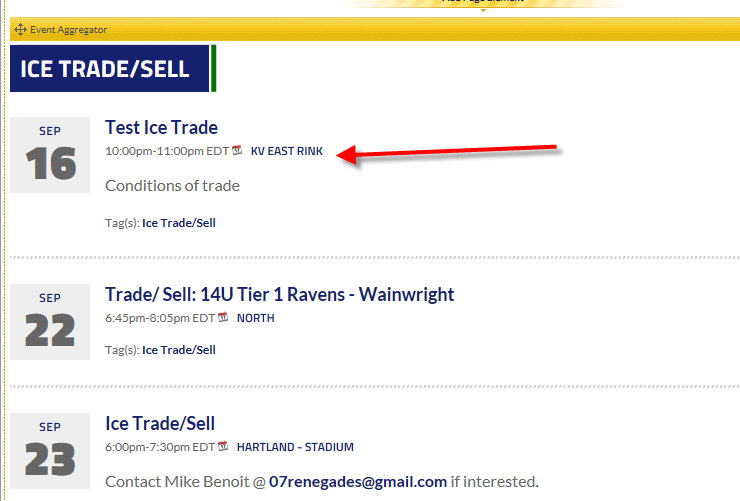 Add Page Element
Event Aggregator
ICE TRADE/SELL
SEP
16
Test Ice Trade
10:00pm-11:00pm EDT KV EAST RINK
Conditions of trade
Tag(s): Ice Trade/Sell
SEP
22
Trade/ Sell: 14U Tier 1 Ravens - Wainwright
6:45pm-8:05pm EDT NORTH
Tag(s): Ice Trade/Sell
SEP
23
Ice Trade/Sell
6:00pm-7:30pm EDT HARTLAND - STADIUM
Contact Mike Benoit @ 07renegades@gmail.com if interested.